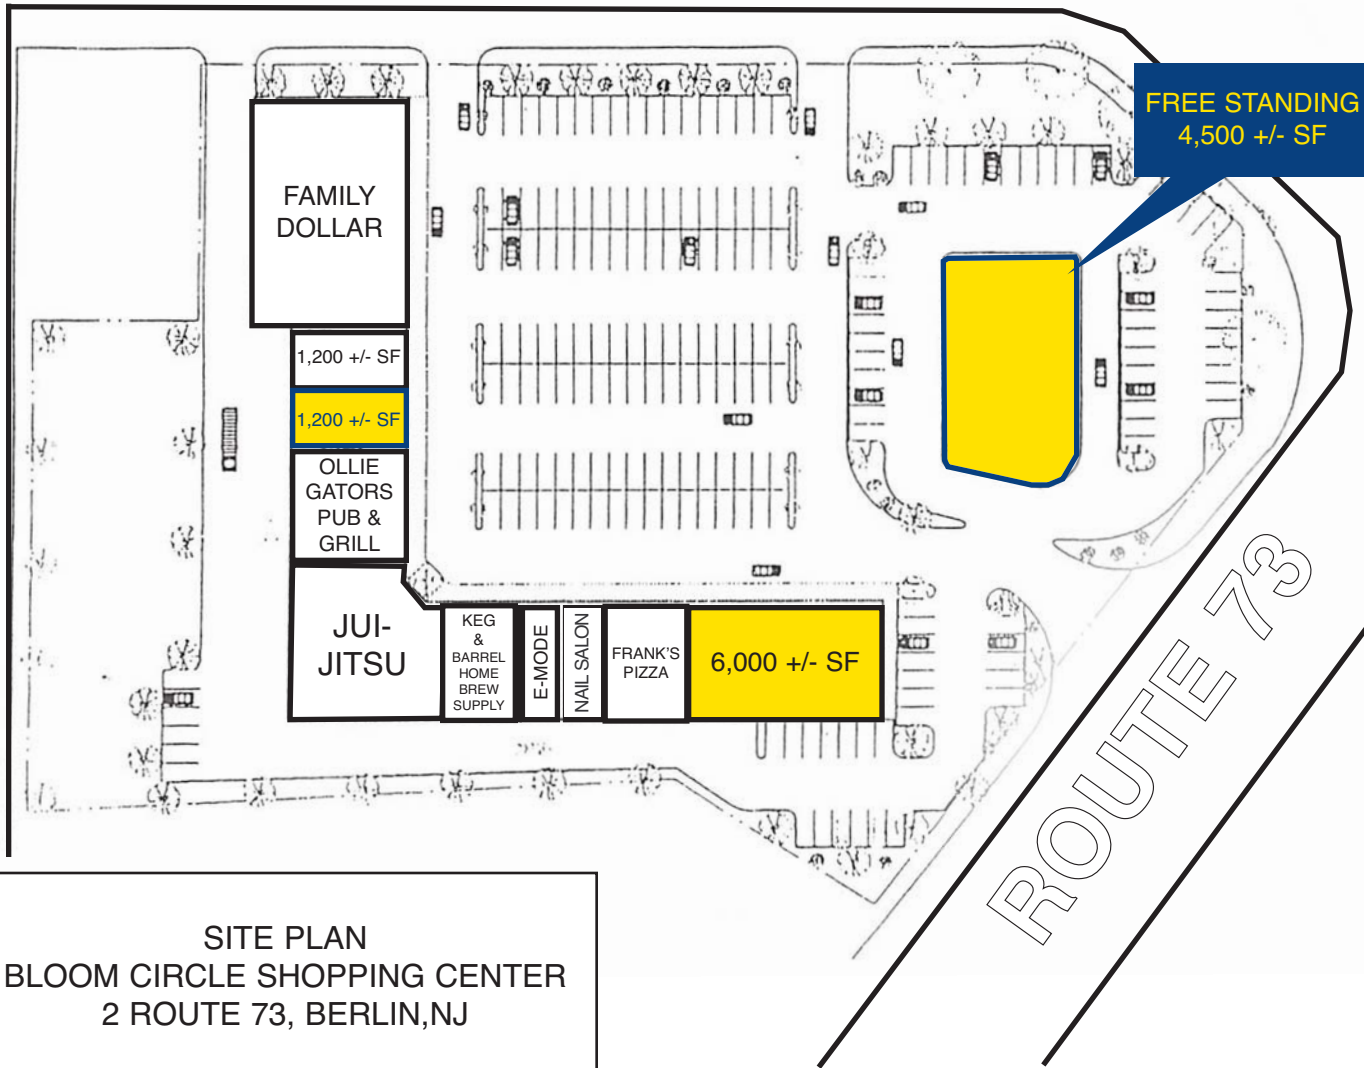 FREE STANDING
4,500 +/- SF
FAMILY
DOLLAR
1,200 +/- SF
1,200 +/- SF
OLLIE
GATORS
PUB &
GRILL
JUI-
JITSU
KEG
&
BARREL
HOME
BREW
SUPPLY
E-MODE
NAIL SALON
FRANK'S
PIZZA
6,000 +/- SF
ROUTE 73
SITE PLAN
BLOOM CIRCLE SHOPPING CENTER
2 ROUTE 73, BERLIN,NJ